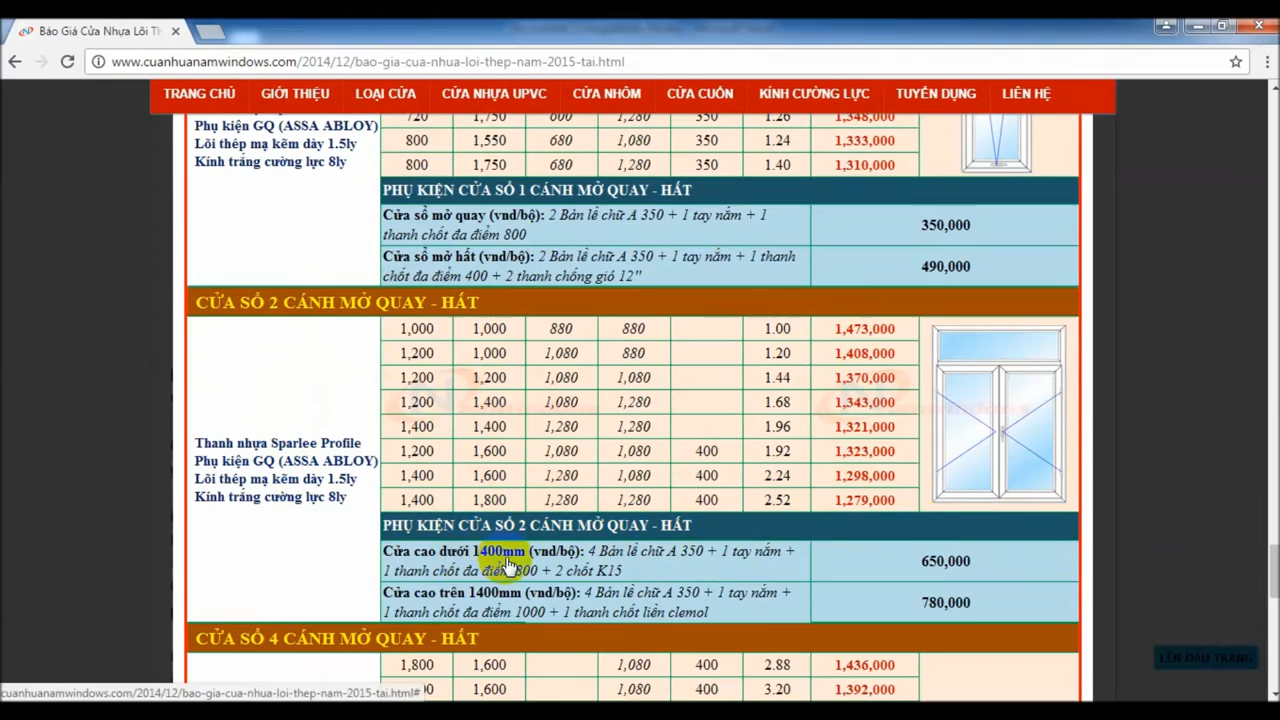 Báo Giá Cửa Nhựa Lõi Th
www.cuanhuanamwindows.com/2014/12/bao-gia-cua-nhua-loi-thep-nam-2015-tai.html
TRANG CHỦ GIỚI THIỆU LOẠI CỬA CỬA NHỰA UPVC CỬA NHÔM CỬA CUỐN KÍNH CƯỜNG LỰC TUYỂN DỤNG LIÊN HỆ
Phụ kiện GQ (ASSA ABLOY)
Lõi thép mạ kẽm dày 1.5ly
Kính trắng cường lực 8ly
720 1,750 600 1,280 350 1.26 1,348,000
800 1,550 680 1,080 350 1.24 1,333,000
800 1,750 680 1,280 350 1.40 1,310,000
PHỤ KIỆN CỬA SỔ 1 CÁNH MỞ QUAY - HẤT
Cửa sổ mở quay (vnđ/bộ): 2 Bản lề chữ A 350 + 1 tay nắm + 1
thanh chốt đa điểm 800
350,000
Cửa sổ mở hất (vnđ/bộ): 2 Bản lề chữ A 350 + 1 tay nắm + 1 thanh
chốt đa điểm 400 + 2 thanh chống gió 12"
490,000
CỬA SỔ 2 CÁNH MỞ QUAY - HẤT
1,000 1,000 880 880 1.00 1,473,000
1,200 1,000 1,080 880 1.20 1,408,000
1,200 1,200 1,080 1,080 1.44 1,370,000
1,200 1,400 1,080 1,280 1.68 1,343,000
1,400 1,400 1,280 1,280 1.96 1,321,000
1,200 1,600 1,080 1,080 400 1.92 1,323,000
1,400 1,600 1,280 1,080 400 2.24 1,298,000
1,400 1,800 1,280 1,280 400 2.52 1,279,000
Thanh nhựa Sparlee Profile
Phụ kiện GQ (ASSA ABLOY)
Lõi thép mạ kẽm dày 1.5ly
Kính trắng cường lực 8ly
PHỤ KIỆN CỬA SỔ 2 CÁNH MỞ QUAY - HẤT
Cửa cao dưới 1400mm (vnđ/bộ): 4 Bản lề chữ A 350 + 1 tay nắm +
1 thanh chốt đa điểm 800 + 2 chốt K15
650,000
Cửa cao trên 1400mm (vnđ/bộ): 4 Bản lề chữ A 350 + 1 tay nắm +
1 thanh chốt đa điểm 1000 + 1 thanh chốt liền clemol
780,000
CỬA SỔ 4 CÁNH MỞ QUAY - HẤT
LÊN ĐẦU TRANG
1,800 1,600 1,080 400 2.88 1,436,000
1,600 1,080 400 3.20 1,392,000
cuanhuanamwindows.com/2014/12/bao-gia-cua-nhua-loi-thep-nam-2015-tai.html#